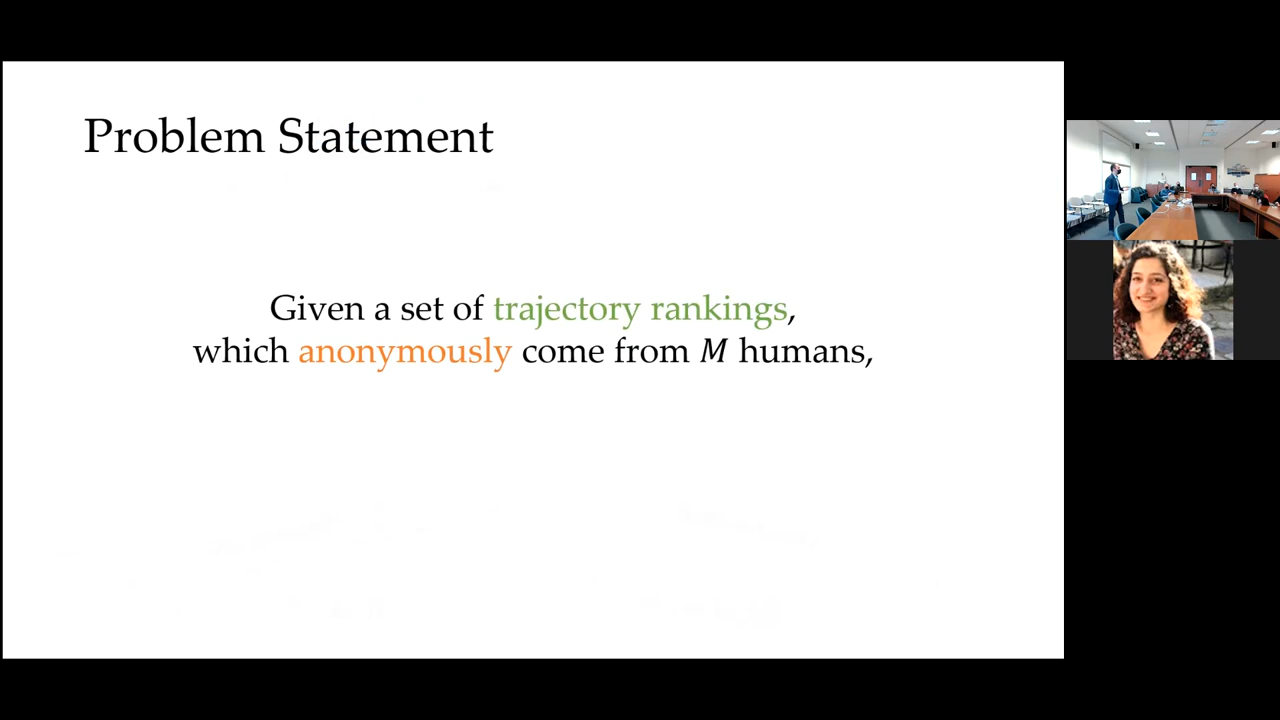 Problem Statement
Given a set of trajectory rankings,
which anonymously come from M humans,